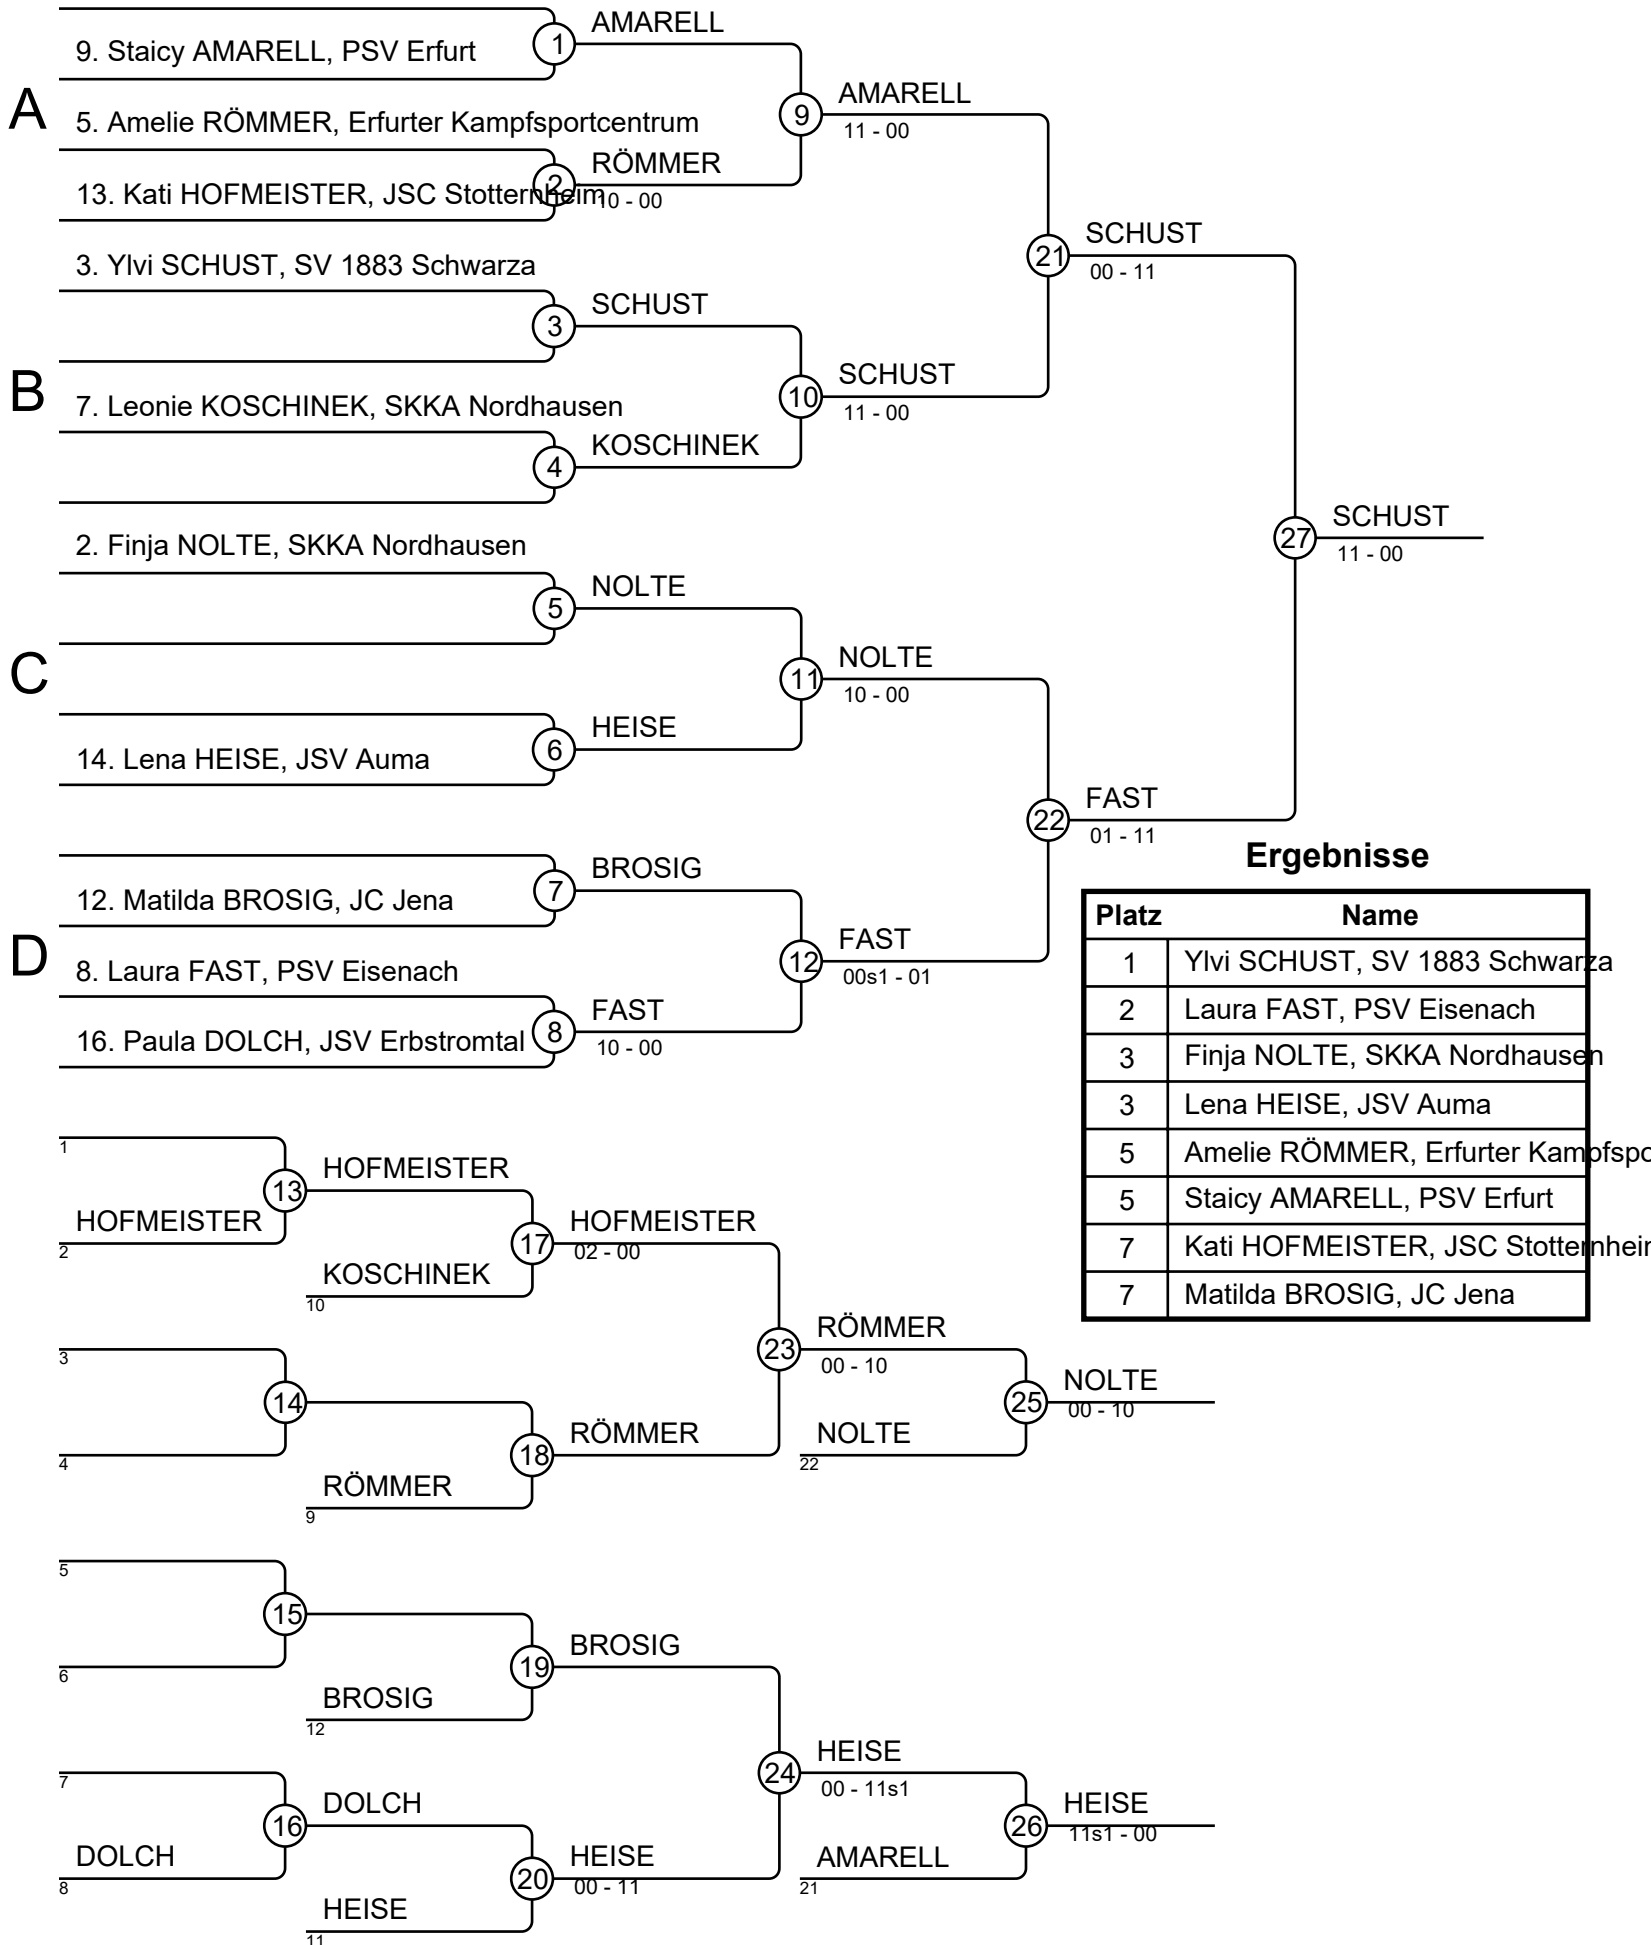 AMARELL
1
9. Staicy AMARELL, PSV Erfurt
A
AMARELL
9
11 - 00
5. Amelie RÖMMER, Erfurter Kampfsportcentrum
RÖMMER
2
10 - 00
13. Kati HOFMEISTER, JSC Stotternheim
SCHUST
21
00 - 11
3. Ylvi SCHUST, SV 1883 Schwarza
SCHUST
3
B
SCHUST
10
11 - 00
7. Leonie KOSCHINEK, SKKA Nordhausen
KOSCHINEK
4
SCHUST
27
11 - 00
2. Finja NOLTE, SKKA Nordhausen
NOLTE
5
C
NOLTE
11
10 - 00
HEISE
6
14. Lena HEISE, JSV Auma
FAST
22
01 - 11
BROSIG
7
12. Matilda BROSIG, JC Jena
D
FAST
12
00s1 - 01
8. Laura FAST, PSV Eisenach
FAST
8
10 - 00
16. Paula DOLCH, JSV Erbstromtal
Ergebnisse
Platz Name
1 Ylvi SCHUST, SV 1883 Schwarza
2 Laura FAST, PSV Eisenach
3 Finja NOLTE, SKKA Nordhausen
3 Lena HEISE, JSV Auma
5 Amelie RÖMMER, Erfurter Kampfspo
5 Staicy AMARELL, PSV Erfurt
7 Kati HOFMEISTER, JSC Stotternhei
7 Matilda BROSIG, JC Jena
1
HOFMEISTER
13
HOFMEISTER
2
HOFMEISTER
17
02 - 00
KOSCHINEK
10
RÖMMER
23
00 - 10
3
14
4
RÖMMER
18
RÖMMER
9
NOLTE
25
00 - 10
NOLTE
22
5
15
6
BROSIG
19
BROSIG
12
HEISE
24
00 - 11s1
7
DOLCH
16
DOLCH
8
HEISE
20
00 - 11
HEISE
11
HEISE
26
11s1 - 00
AMARELL
21